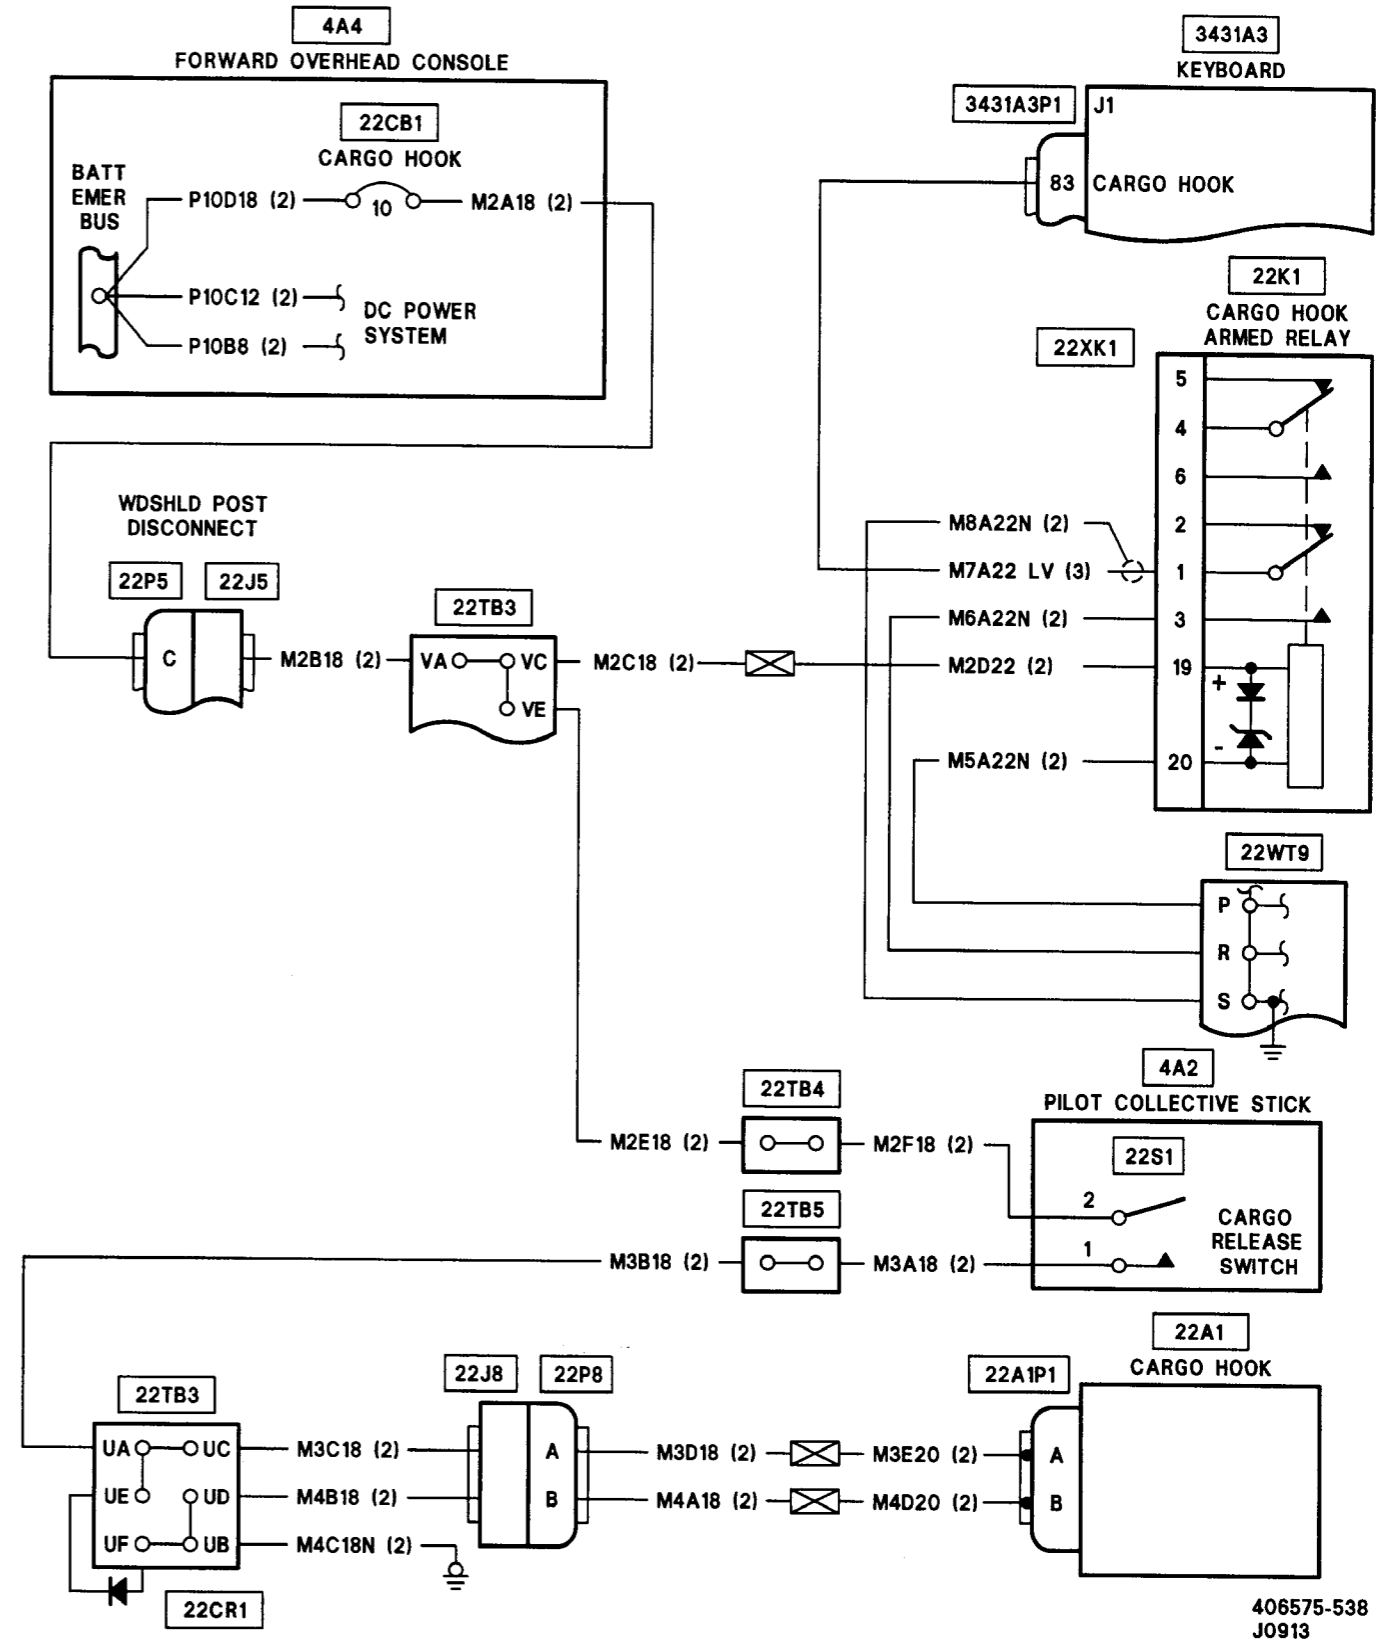 4A4
FORWARD OVERHEAD CONSOLE
22CB1
CARGO HOOK
BATT
EMER
BUS
P10D18 (2)
10
M2A18 (2)
P10C12 (2)
P10B8 (2)
DC POWER
SYSTEM
3431A3
KEYBOARD
3431A3P1
J1
83
CARGO HOOK
22K1
CARGO HOOK
ARMED RELAY
22XK1
5
4
6
2
1
3
19
+
-
20
M8A22N (2)
M7A22 LV (3)
M6A22N (2)
M2D22 (2)
M5A22N (2)
WDSHLD POST
DISCONNECT
22P5
22J5
C
M2B18 (2)
22TB3
VA
VC
VE
M2C18 (2)
22WT9
P
R
S
4A2
PILOT COLLECTIVE STICK
22TB4
M2E18 (2)
M2F18 (2)
22S1
2
1
CARGO
RELEASE
SWITCH
22TB5
M3B18 (2)
M3A18 (2)
22A1
CARGO HOOK
22TB3
UA
UC
UE
UD
UF
UB
22CR1
M3C18 (2)
M4B18 (2)
M4C18N (2)
22J8
22P8
A
B
M3D18 (2)
M4A18 (2)
M3E20 (2)
M4D20 (2)
22A1P1
A
B
406575-538
J0913